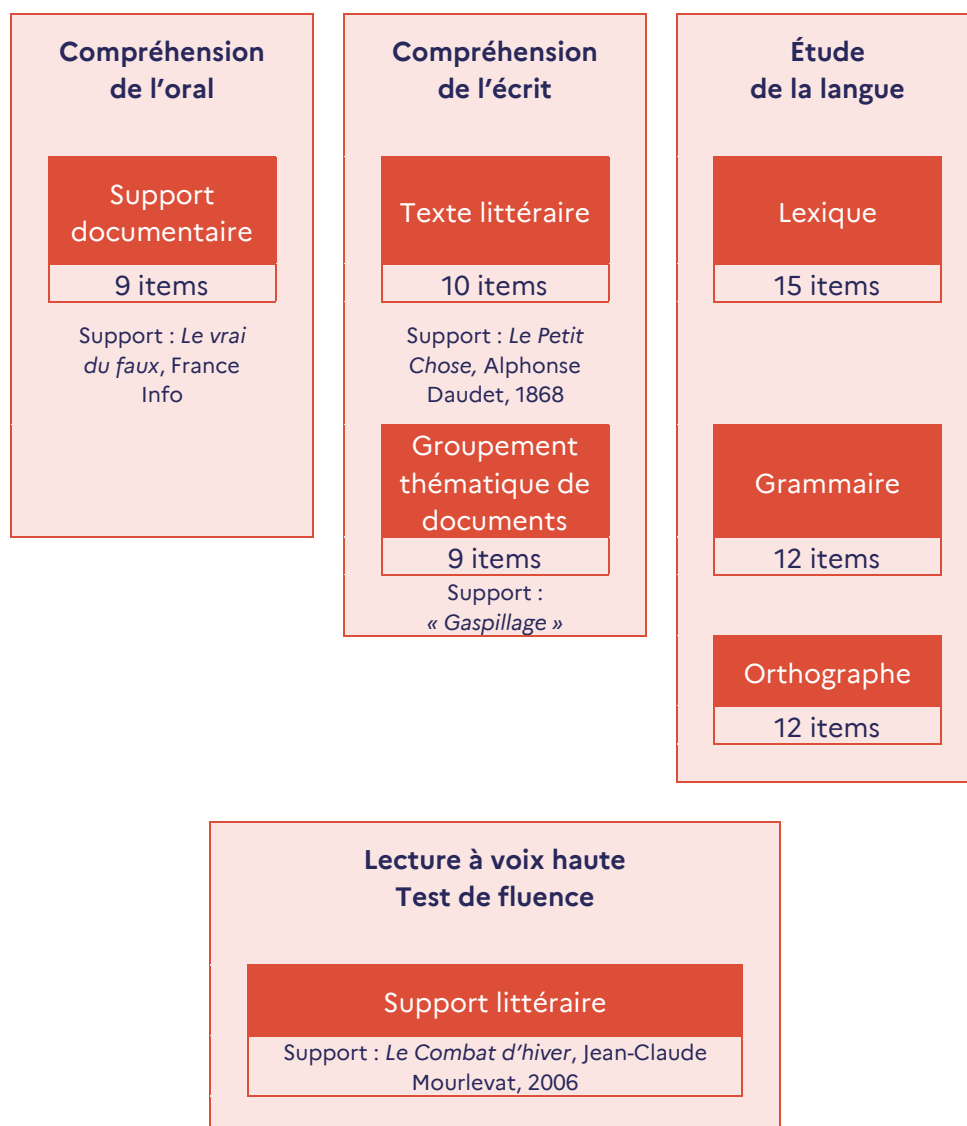 Compréhension
de l'oral
Support
documentaire
9 items
Support : Le vrai
du faux, France
Info
Compréhension
de l'écrit
Texte littéraire
10 items
Support : Le Petit
Chose, Alphonse
Daudet, 1868
Groupement
thématique de
documents
9 items
Support :
« Gaspillage »
Étude
de la langue
Lexique
15 items
Grammaire
12 items
Orthographe
12 items
Lecture à voix haute
Test de fluence
Support littéraire
Support : Le Combat d'hiver, Jean-Claude
Mourlevat, 2006